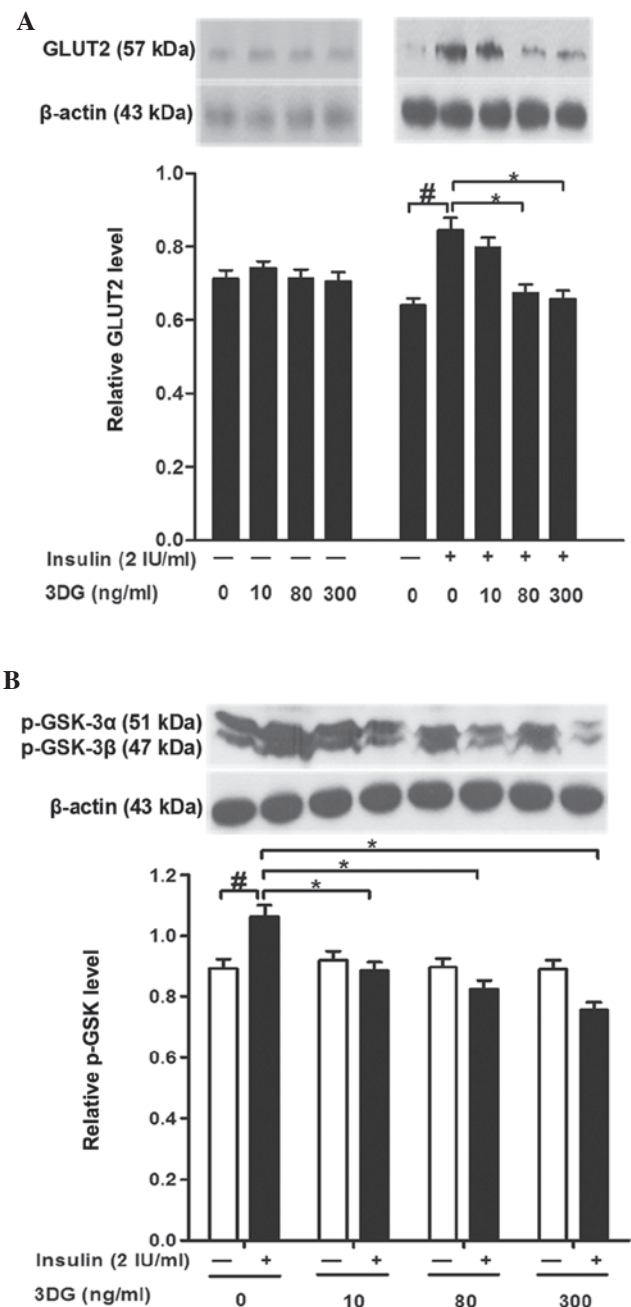 A
GLUT2 (57 kDa)
β-actin (43 kDa)
Relative GLUT2 level
1.0
0.8
0.6
0.4
0.2
0.0
# * *
Insulin (2 IU/ml) — — — — — + + + +
3DG (ng/ml) 0 10 80 300 0 0 10 80 300
B
p-GSK-3α (51 kDa)
p-GSK-3β (47 kDa)
β-actin (43 kDa)
Relative p-GSK level
1.2
1.0
0.8
0.6
0.4
0.2
0.0
# * * *
Insulin (2 IU/ml) — + — + — + — +
3DG (ng/ml) 0 10 80 300